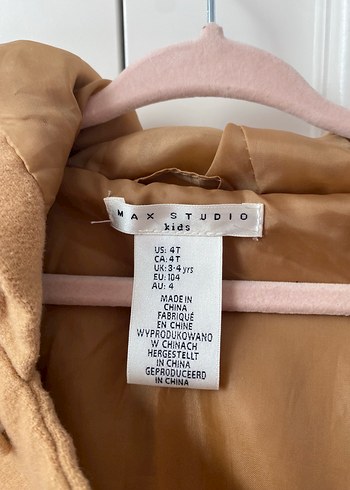 MAX STUDIO
kids
US: 4T
CA: 4T
UK: 3-4 yrs
EU: 104
AU: 4
MADE IN
CHINA
FABRIQUÉ
EN CHINE
WYPRODUKOWANO
W CHINACH
HERGESTELLT
IN CHINA
GEPRODUCEERD
IN CHINA